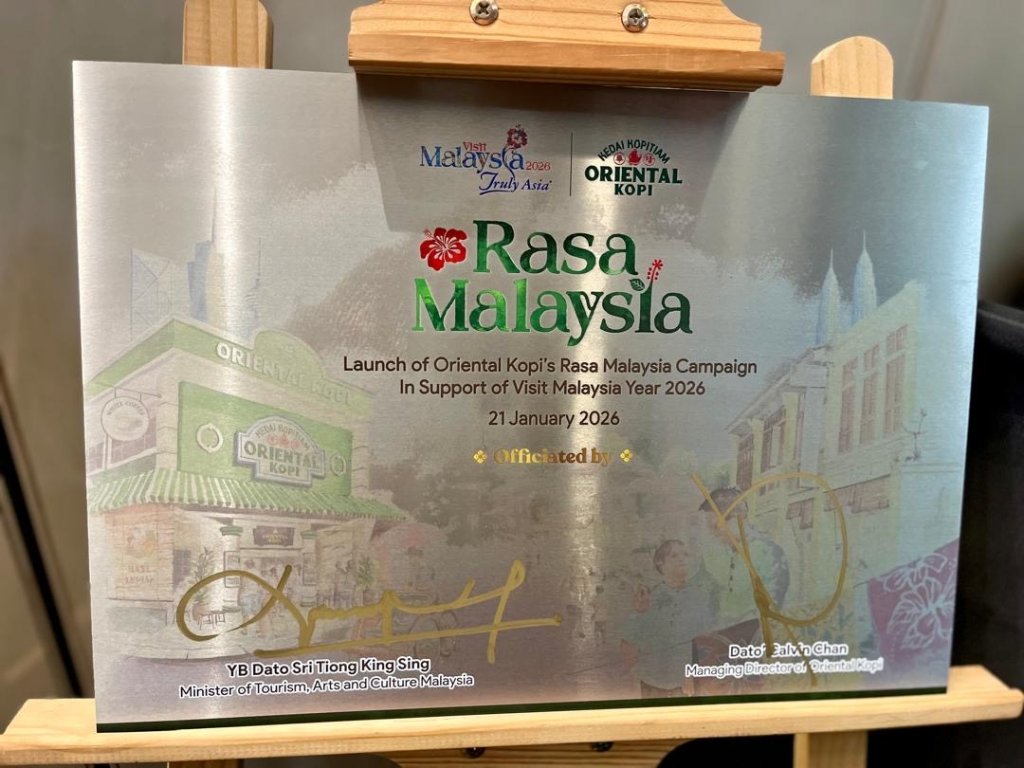 Visit
Malaysia 2026
Truly Asia
KEDAI KOPITIAM
ORIENTAL
KOPI
Rasa
Malaysia
Launch of Oriental Kopi's Rasa Malaysia Campaign
In Support of Visit Malaysia Year 2026
21 January 2026
Officiated by
ORIENTAL KOPI
KEDAI KOPITIAM
ORIENTAL
KOPI
YB Dato Sri Tiong King Sing
Minister of Tourism, Arts and Culture Malaysia
Dato' Calvin Chan
Managing Director of Oriental Kopi